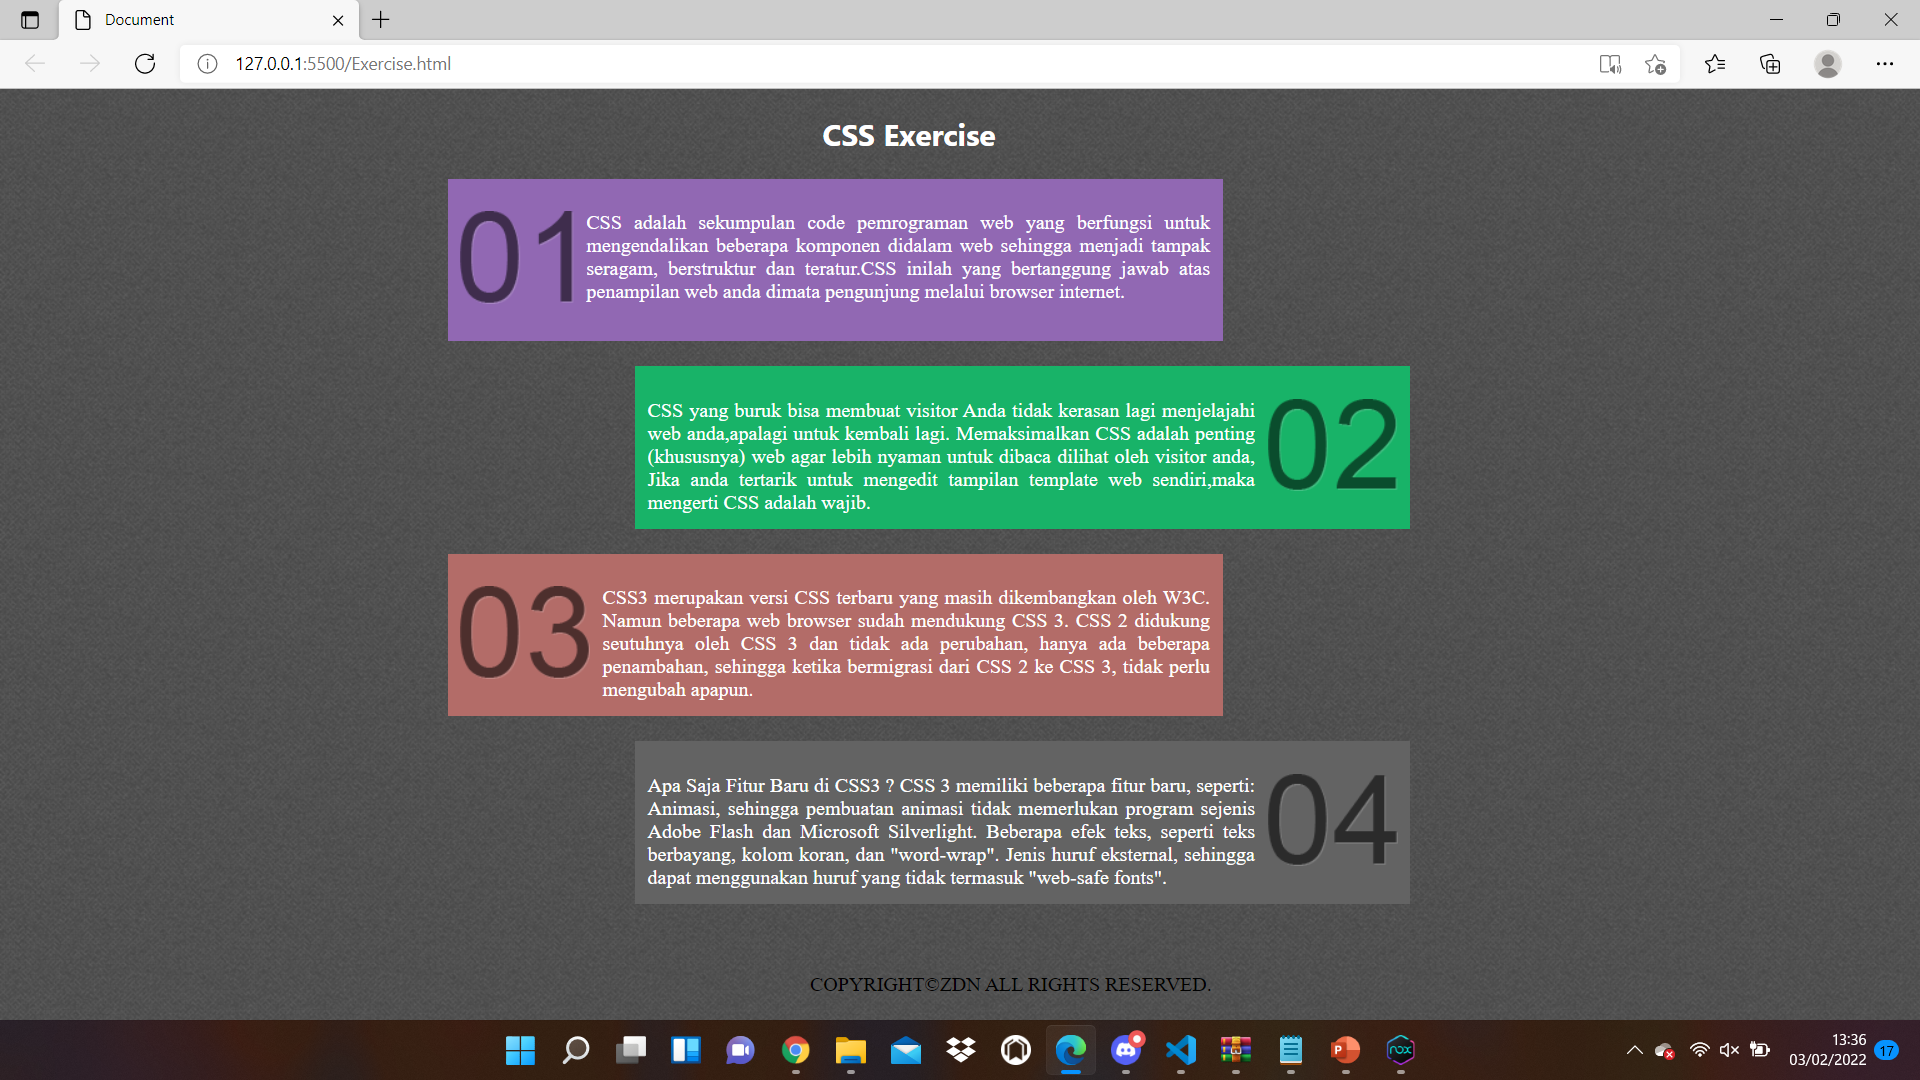 Document
127.0.0.1:5500/Exercise.html
CSS Exercise
01
CSS adalah sekumpulan code pemrograman web yang berfungsi untuk
mengendalikan beberapa komponen didalam web sehingga menjadi tampak
seragam, berstruktur dan teratur.CSS inilah yang bertanggung jawab atas
penampilan web anda dimata pengunjung melalui browser internet.
CSS yang buruk bisa membuat visitor Anda tidak kerasan lagi menjelajahi
web anda,apalagi untuk kembali lagi. Memaksimalkan CSS adalah penting
(khususnya) web agar lebih nyaman untuk dibaca dilihat oleh visitor anda,
Jika anda tertarik untuk mengedit tampilan template web sendiri,maka
mengerti CSS adalah wajib.
02
03
CSS3 merupakan versi CSS terbaru yang masih dikembangkan oleh W3C.
Namun beberapa web browser sudah mendukung CSS 3. CSS 2 didukung
seutuhnya oleh CSS 3 dan tidak ada perubahan, hanya ada beberapa
penambahan, sehingga ketika bermigrasi dari CSS 2 ke CSS 3, tidak perlu
mengubah apapun.
Apa Saja Fitur Baru di CSS3 ? CSS 3 memiliki beberapa fitur baru, seperti:
Animasi, sehingga pembuatan animasi tidak memerlukan program sejenis
Adobe Flash dan Microsoft Silverlight. Beberapa efek teks, seperti teks
berbayang, kolom koran, dan "word-wrap". Jenis huruf eksternal, sehingga
dapat menggunakan huruf yang tidak termasuk "web-safe fonts".
04
COPYRIGHT©ZDN ALL RIGHTS RESERVED.
nox
13:36
03/02/2022
17